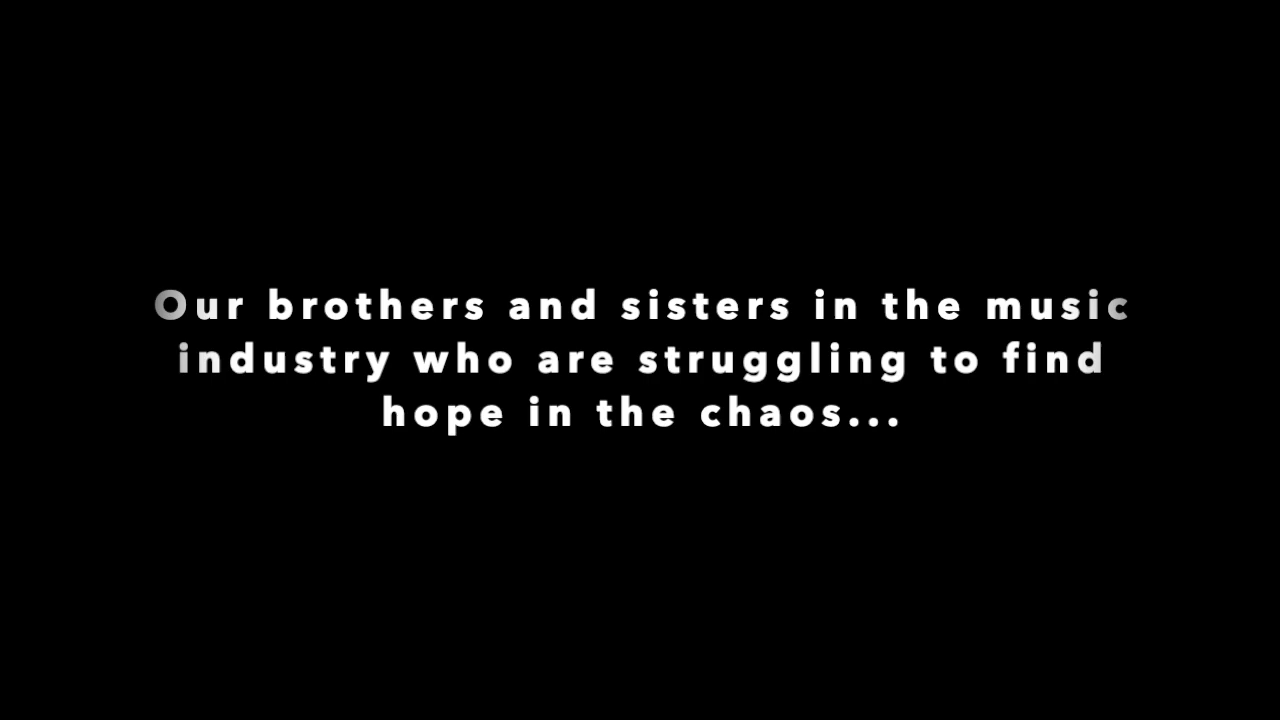 Our brothers and sisters in the music
industry who are struggling to find
hope in the chaos...